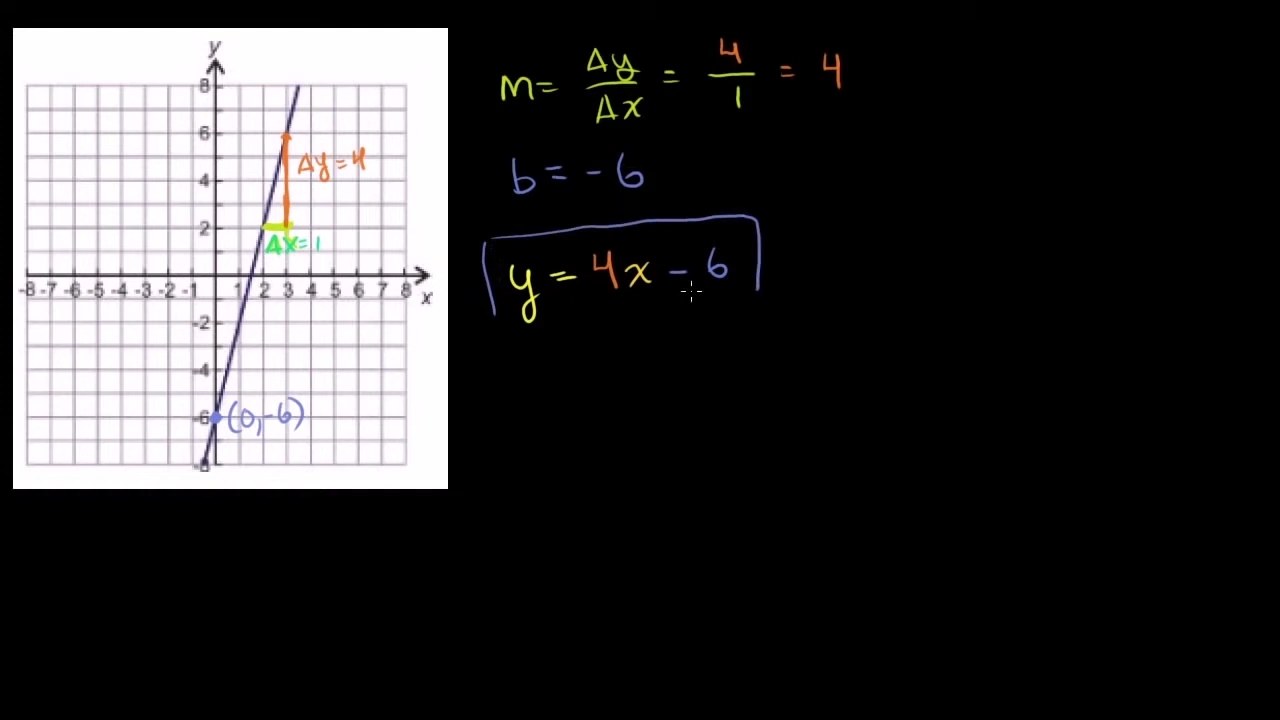 y
8
6
Δy = 4
4
2
Δx = 1
-8 -7 -6 -5 -4 -3 -2 -1 1 2 3 4 5 6 7 8
x
-2
-4
-6 (0, -6)
-8
m = Δy/Δx = 4/1 = 4
b = -6
y = 4x - 6